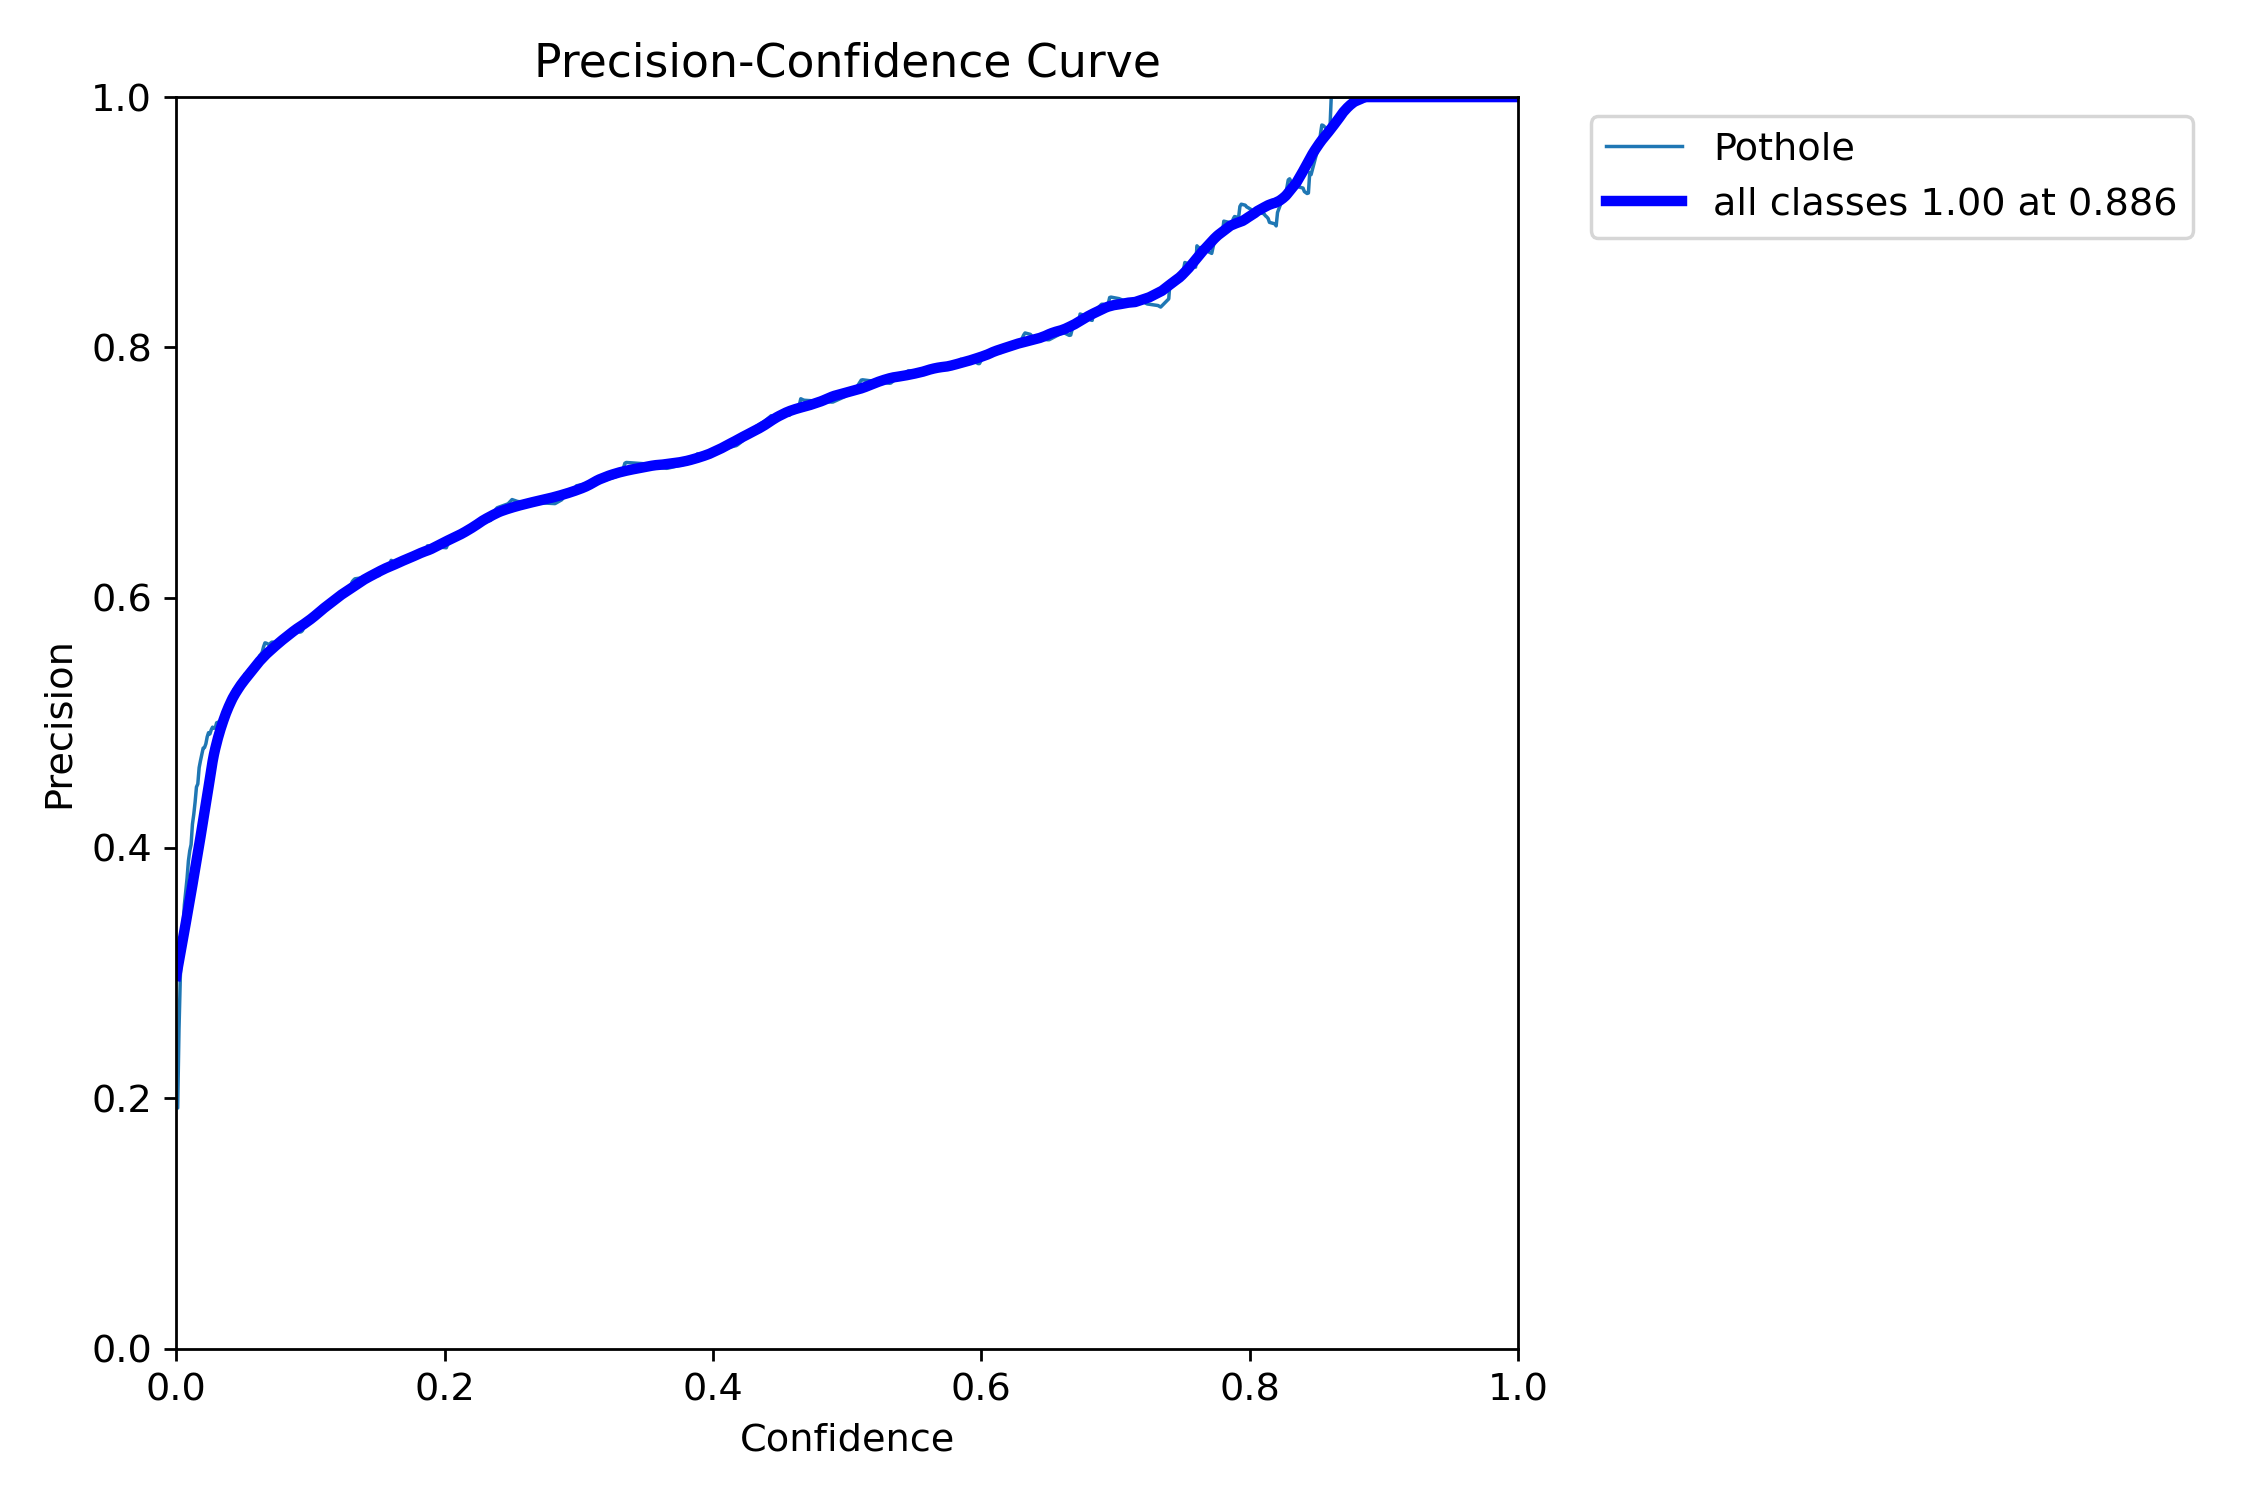 Precision-Confidence Curve
1.0
0.8
0.6
0.4
0.2
0.0
Precision
0.0 0.2 0.4 0.6 0.8 1.0
Confidence
Pothole
all classes 1.00 at 0.886